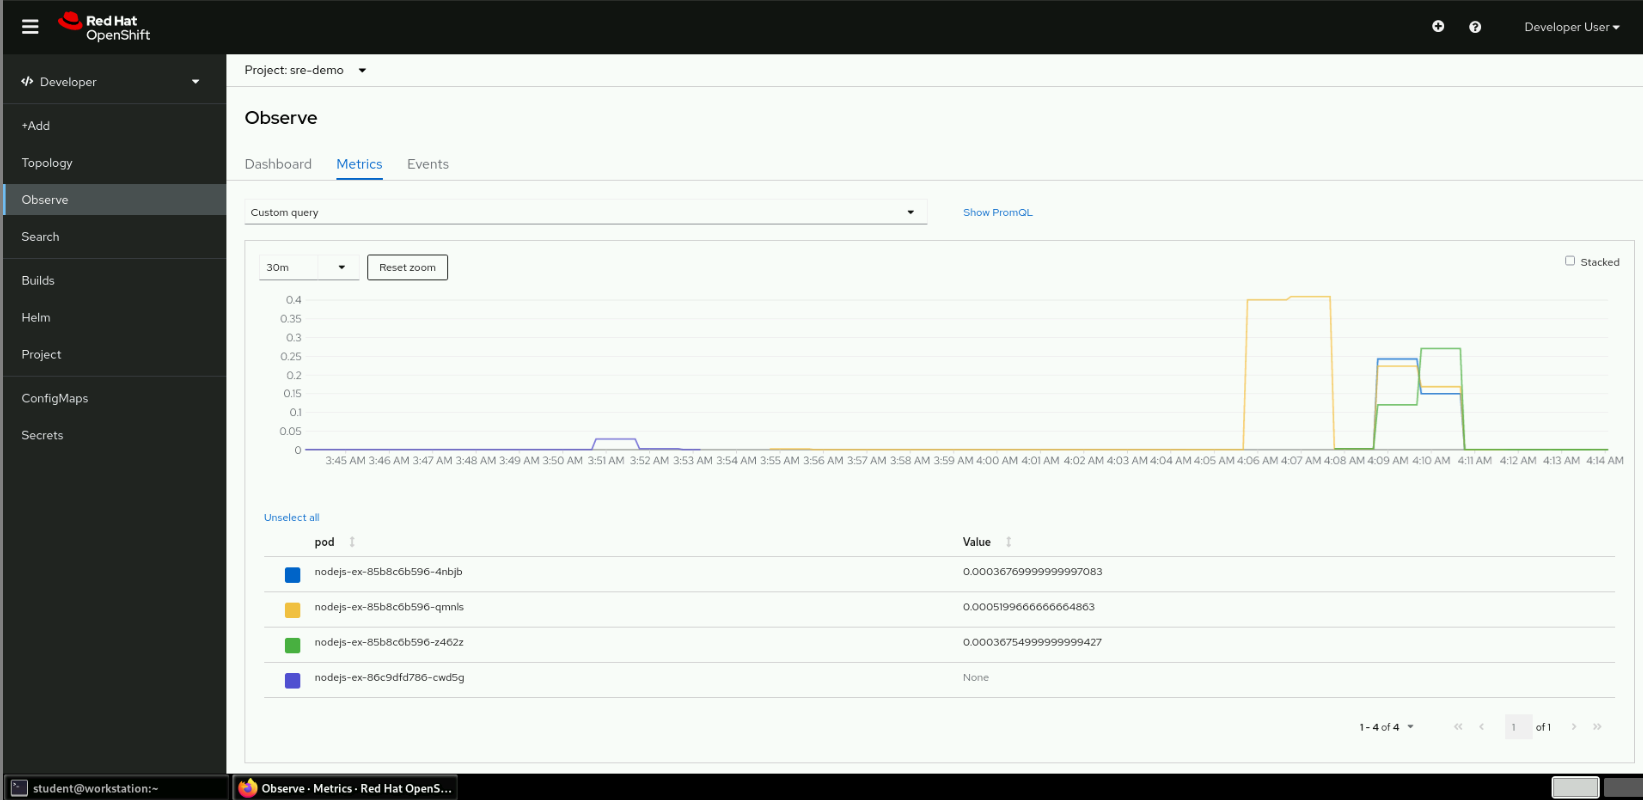 Red Hat
OpenShift
Developer User
Developer
Project: sre-demo
+Add
Topology
Observe
Search
Builds
Helm
Project
ConfigMaps
Secrets
Observe
Dashboard Metrics Events
Custom query Show PromQL
30m Reset zoom Stacked
0.4
0.35
0.3
0.25
0.2
0.15
0.1
0.05
0
3:45 AM 3:46 AM 3:47 AM 3:48 AM 3:49 AM 3:50 AM 3:51 AM 3:52 AM 3:53 AM 3:54 AM 3:55 AM 3:56 AM 3:57 AM 3:58 AM 3:59 AM 4:00 AM 4:01 AM 4:02 AM 4:03 AM 4:04 AM 4:05 AM 4:06 AM 4:07 AM 4:08 AM 4:09 AM 4:10 AM 4:11 AM 4:12 AM 4:13 AM 4:14 AM
Unselect all
pod Value
nodejs-ex-85b8c6b596-4nbjb 0.00036769999999997083
nodejs-ex-85b8c6b596-qmnls 0.0005199666666664863
nodejs-ex-85b8c6b596-z462z 0.00036754999999999427
nodejs-ex-86c9dfd786-cwd5g None
1 - 4 of 4 1 of 1
student@workstation:~ Observe · Metrics · Red Hat OpenS...